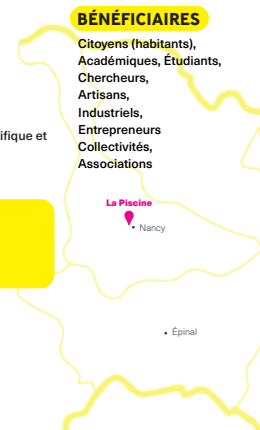 BÉNÉFICIAIRES
Citoyens (habitants),
Académiques, Étudiants,
Chercheurs,
Artisans,
Industriels,
Entrepreneurs
Collectivités,
Associations
ifique et
La Piscine
Nancy
Épinal